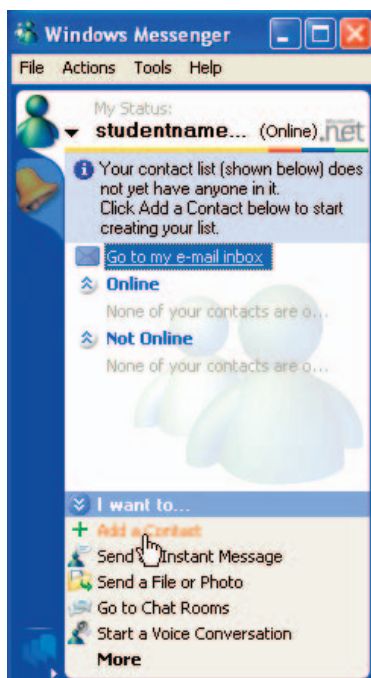 Windows Messenger
File Actions Tools Help
My Status:
studentname... (Online) .net
Your contact list (shown below) does
not yet have anyone in it.
Click Add a Contact below to start
creating your list.
Go to my e-mail inbox
Online
None of your contacts are o...
Not Online
None of your contacts are o...
I want to...
Add a Contact
Send Instant Message
Send a File or Photo
Go to Chat Rooms
Start a Voice Conversation
More